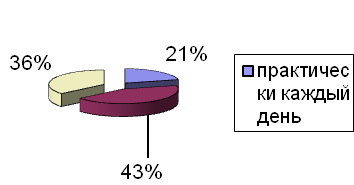 36%
21%
43%
практичес
ки каждый
день